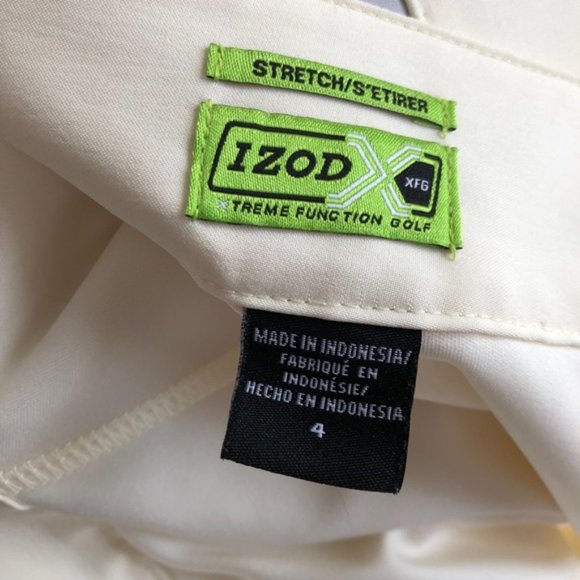 STRETCH/S'ETIRER
IZOD
XFG
XTREME FUNCTION GOLF
MADE IN INDONESIA/
FABRIQUÉ EN
INDONÉSIE/
HECHO EN INDONESIA
4